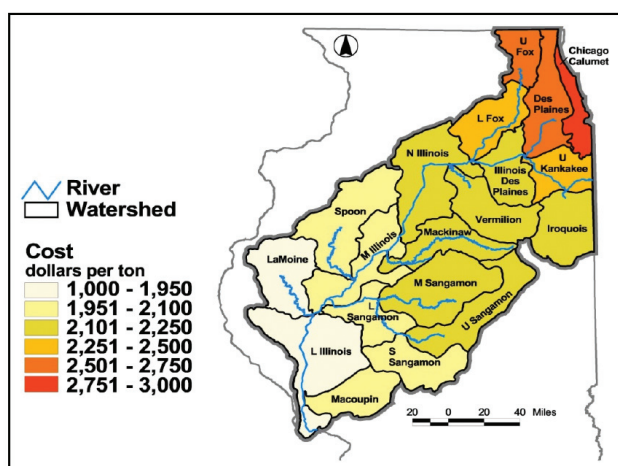 U
Fox
Chicago
Calumet
Des
Plaines
L Fox
U
Kankakee
N Illinois
Illinois
Des
Plaines
River
Watershed
Spoon
M Illinois
Vermilion
Iroquois
Mackinaw
Cost
dollars per ton
LaMoine
1,000 - 1,950
1,951 - 2,100
2,101 - 2,250
2,251 - 2,500
2,501 - 2,750
2,751 - 3,000
M Sangamon
L
Sangamon
U Sangamon
L Illinois
S
Sangamon
Macoupin
20 0 20 40 Miles